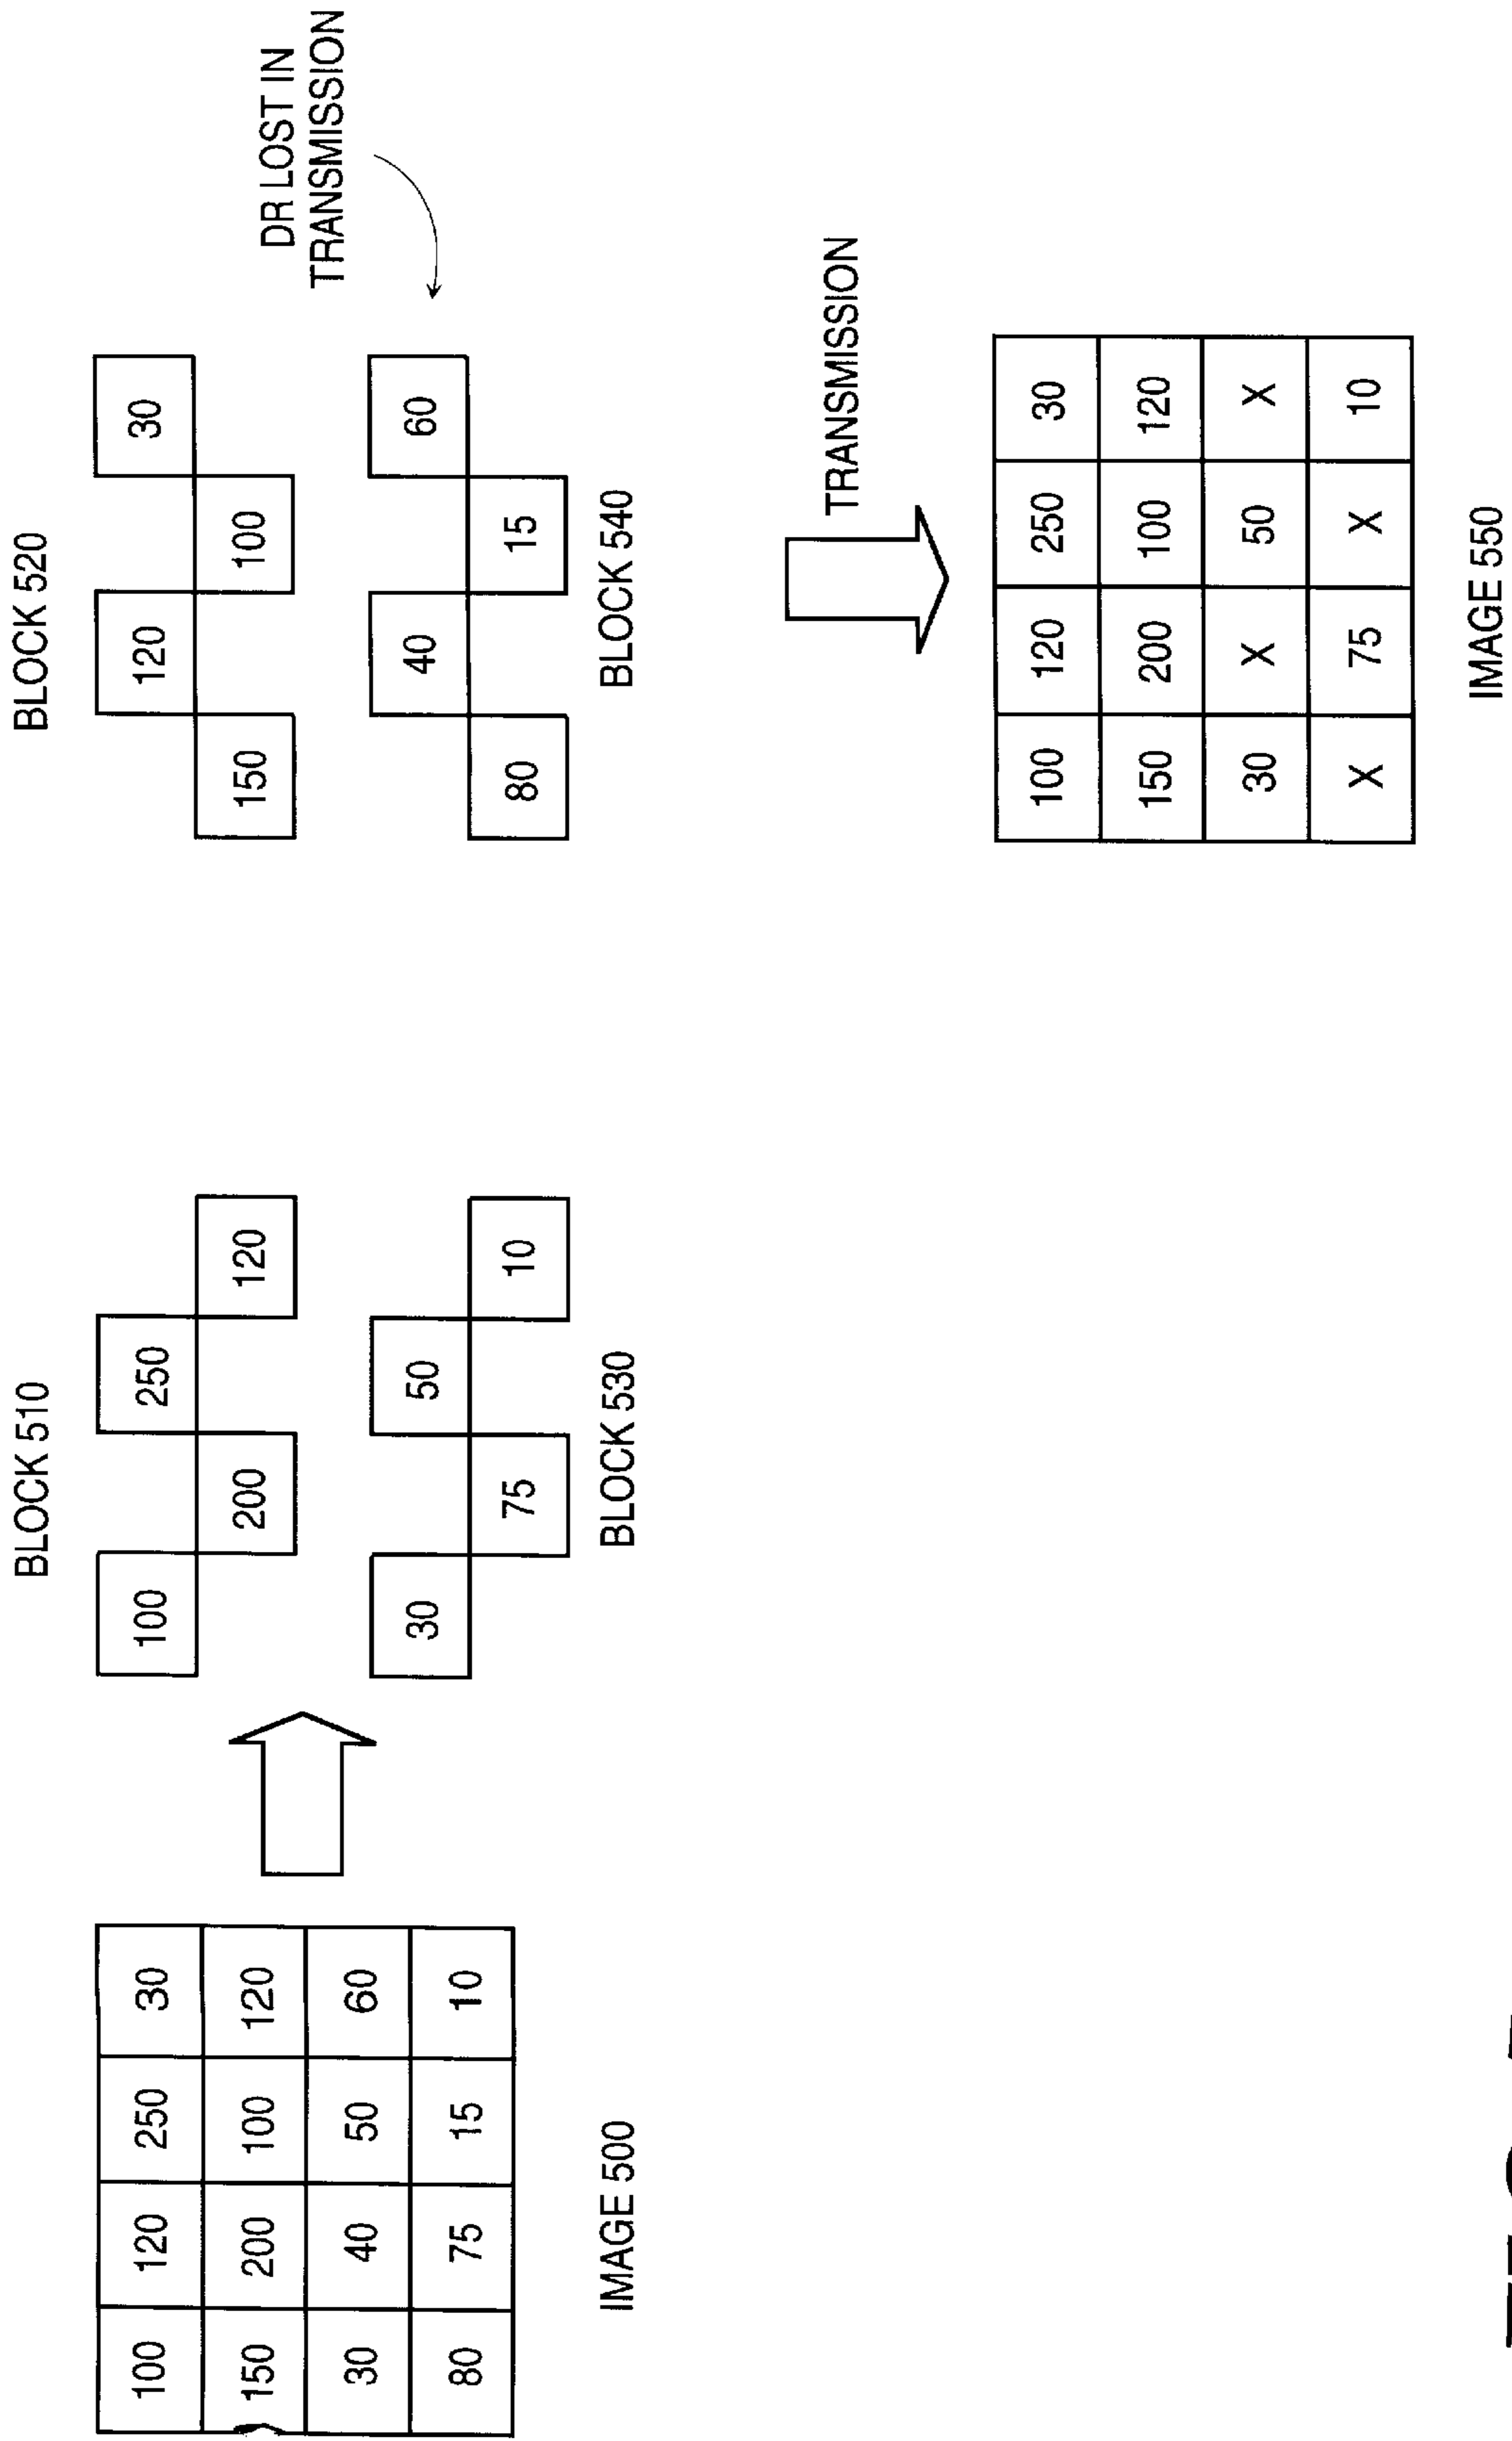 100 120 250 30
150 200 100 120
30 40 50 60
80 75 15 10
IMAGE 500
BLOCK 510
100 250
200 120
30 50
75 10
BLOCK 530
BLOCK 520
120 30
150 100
40 60
80 15
BLOCK 540
DR LOST IN
TRANSMISSION
TRANSMISSION
100 120 250 30
150 200 100 120
30 X 50 X
X 75 X 10
IMAGE 550